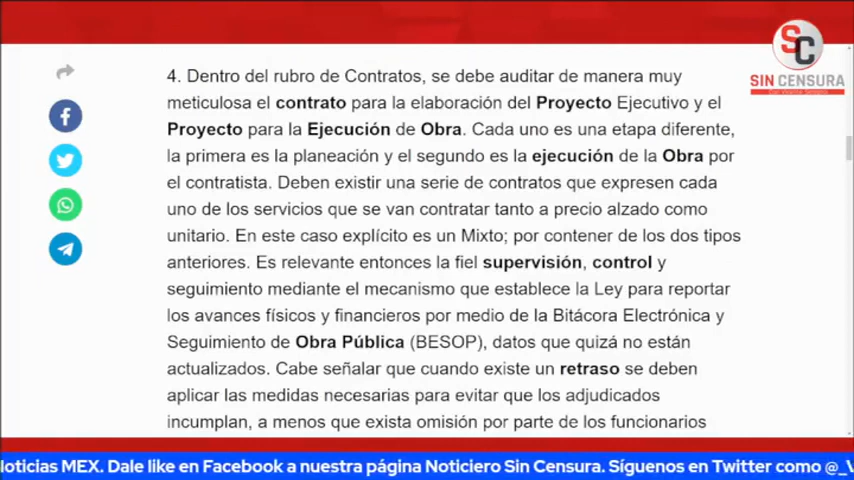 SC
SIN CENSURA
4. Dentro del rubro de Contratos, se debe auditar de manera muy
meticulosa el contrato para la elaboración del Proyecto Ejecutivo y el
Proyecto para la Ejecución de Obra. Cada uno es una etapa diferente,
la primera es la planeación y el segundo es la ejecución de la Obra por
el contratista. Deben existir una serie de contratos que expresen cada
uno de los servicios que se van contratar tanto a precio alzado como
unitario. En este caso explícito es un Mixto; por contener de los dos tipos
anteriores. Es relevante entonces la fiel supervisión, control y
seguimiento mediante el mecanismo que establece la Ley para reportar
los avances físicos y financieros por medio de la Bitácora Electrónica y
Seguimiento de Obra Pública (BESOP), datos que quizá no están
actualizados. Cabe señalar que cuando existe un retraso se deben
aplicar las medidas necesarias para evitar que los adjudicados
incumplan, a menos que exista omisión por parte de los funcionarios
loticias MEX. Dale like en Facebook a nuestra página Noticiero Sin Censura. Síguenos en Twitter como @_V